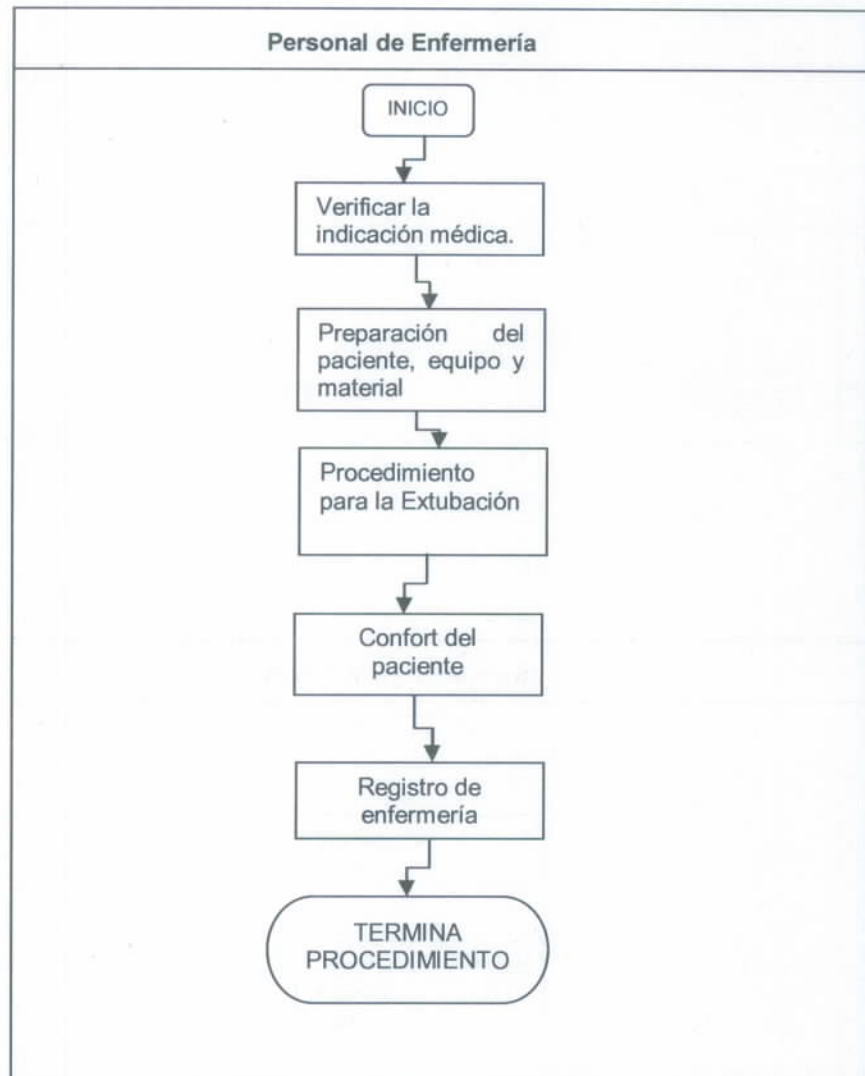 Personal de Enfermería
INICIO
Verificar la
indicación médica.
Preparación del
paciente, equipo y
material
Procedimiento
para la Extubación
Confort del
paciente
Registro de
enfermería
TERMINA
PROCEDIMIENTO